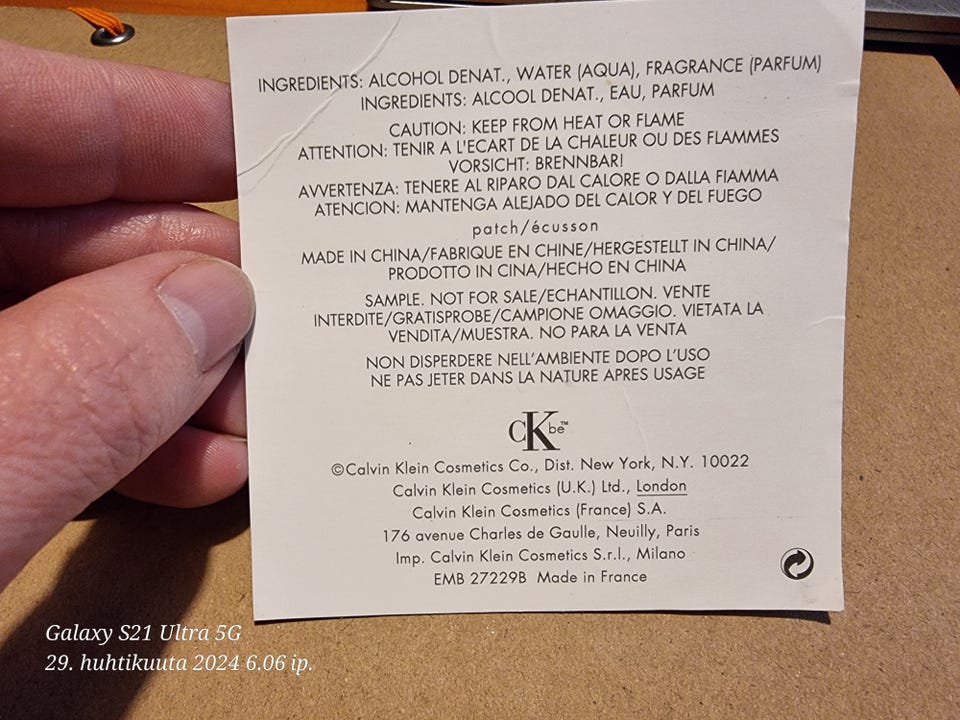 INGREDIENTS: ALCOHOL DENAT., WATER (AQUA), FRAGRANCE (PARFUM)
INGREDIENTS: ALCOOL DENAT., EAU, PARFUM
CAUTION: KEEP FROM HEAT OR FLAME
ATTENTION: TENIR A L'ECART DE LA CHALEUR OU DES FLAMMES
VORSICHT: BRENNBAR!
AVVERTENZA: TENERE AL RIPARO DAL CALORE O DALLA FIAMMA
ATENCION: MANTENGA ALEJADO DEL CALOR Y DEL FUEGO
patch/écusson
MADE IN CHINA/FABRIQUE EN CHINE/HERGESTELLT IN CHINA/
PRODOTTO IN CINA/HECHO EN CHINA
SAMPLE. NOT FOR SALE/ECHANTILLON. VENTE
INTERDITE/GRATISPROBE/CAMPIONE OMAGGIO. VIETATA LA
VENDITA/MUESTRA. NO PARA LA VENTA
NON DISPERDERE NELL'AMBIENTE DOPO L'USO
NE PAS JETER DANS LA NATURE APRES USAGE
cK be™
©Calvin Klein Cosmetics Co., Dist. New York, N.Y. 10022
Calvin Klein Cosmetics (U.K.) Ltd., London
Calvin Klein Cosmetics (France) S.A.
176 avenue Charles de Gaulle, Neuilly, Paris
Imp. Calvin Klein Cosmetics S.r.l., Milano
EMB 27229B Made in France
Galaxy S21 Ultra 5G
29. huhtikuuta 2024 6.06 ip.